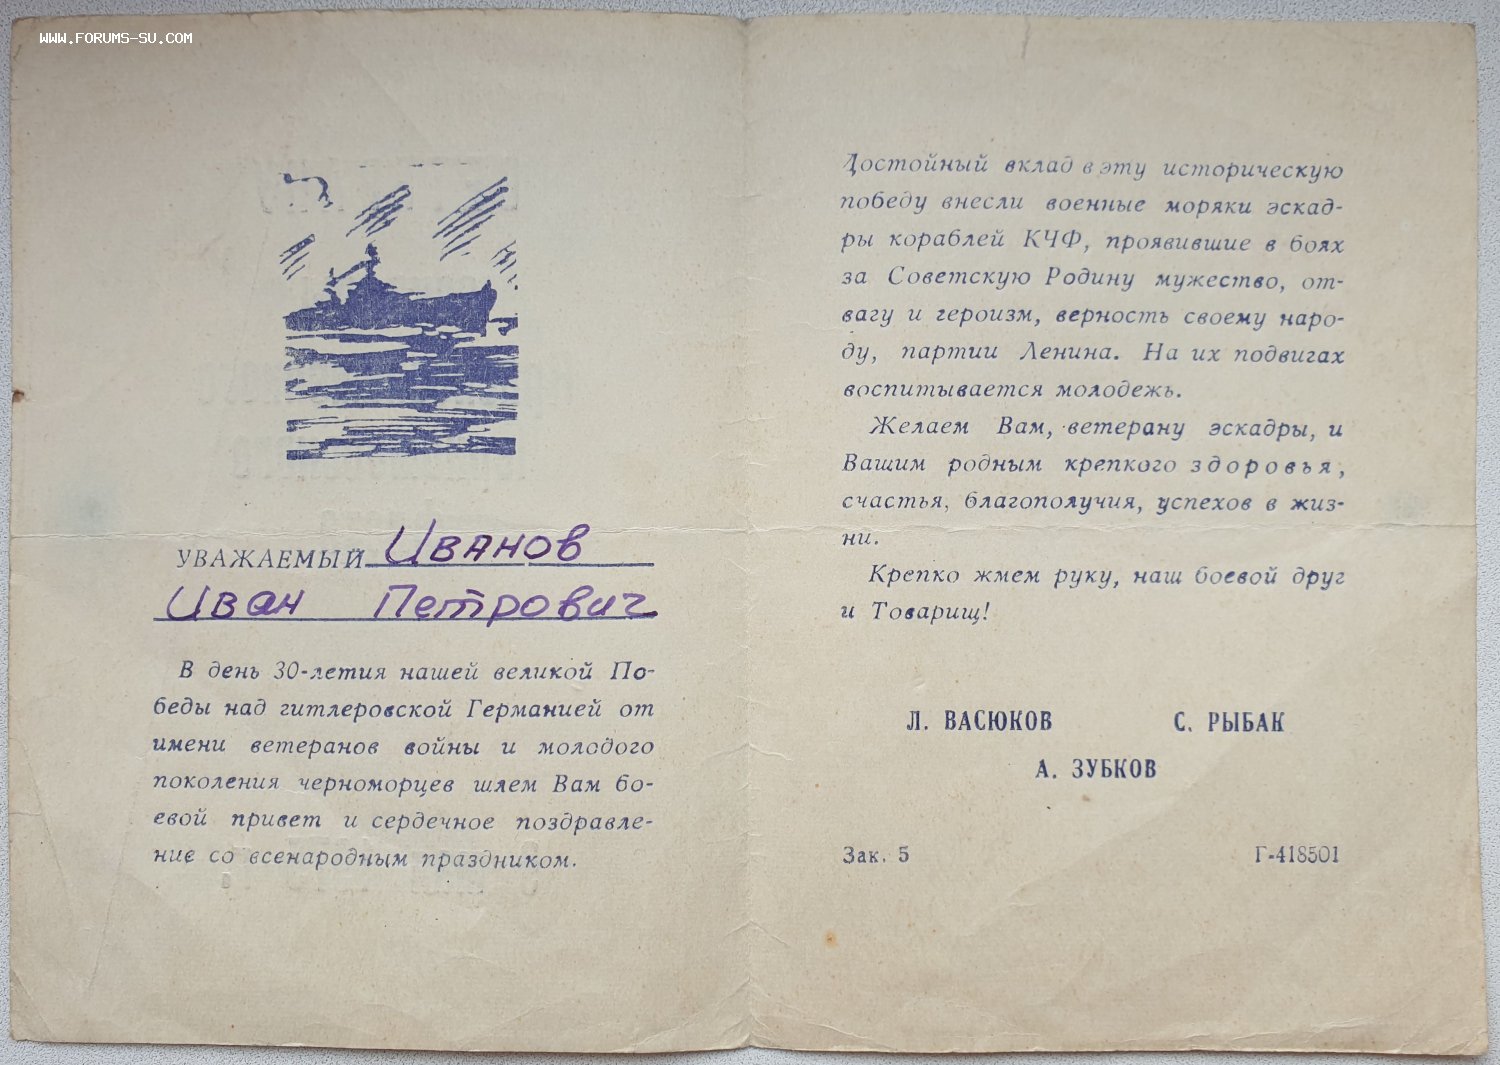 WWW.FORUMS-SU.COM
УВАЖАЕМЫЙ Иванов
Иван Петрович
В день 30-летия нашей великой По-
беды над гитлеровской Германией от
имени ветеранов войны и молодого
поколения черноморцев шлем Вам бо-
евой привет и сердечное поздравле-
ние со всенародным праздником.
Достойный вклад в эту историческую
победу внесли военные моряки эскад-
ры кораблей КЧФ, проявившие в боях
за Советскую Родину мужество, от-
вагу и героизм, верность своему наро-
ду, партии Ленина. На их подвигах
воспитывается молодежь.
Желаем Вам, ветерану эскадры, и
Вашим родным крепкого здоровья,
счастья, благополучия, успехов в жиз-
ни.
Крепко жмем руку, наш боевой друг
и Товарищ!
Л. ВАСЮКОВ С. РЫБАК
А. ЗУБКОВ
Зак. 5 Г-418501